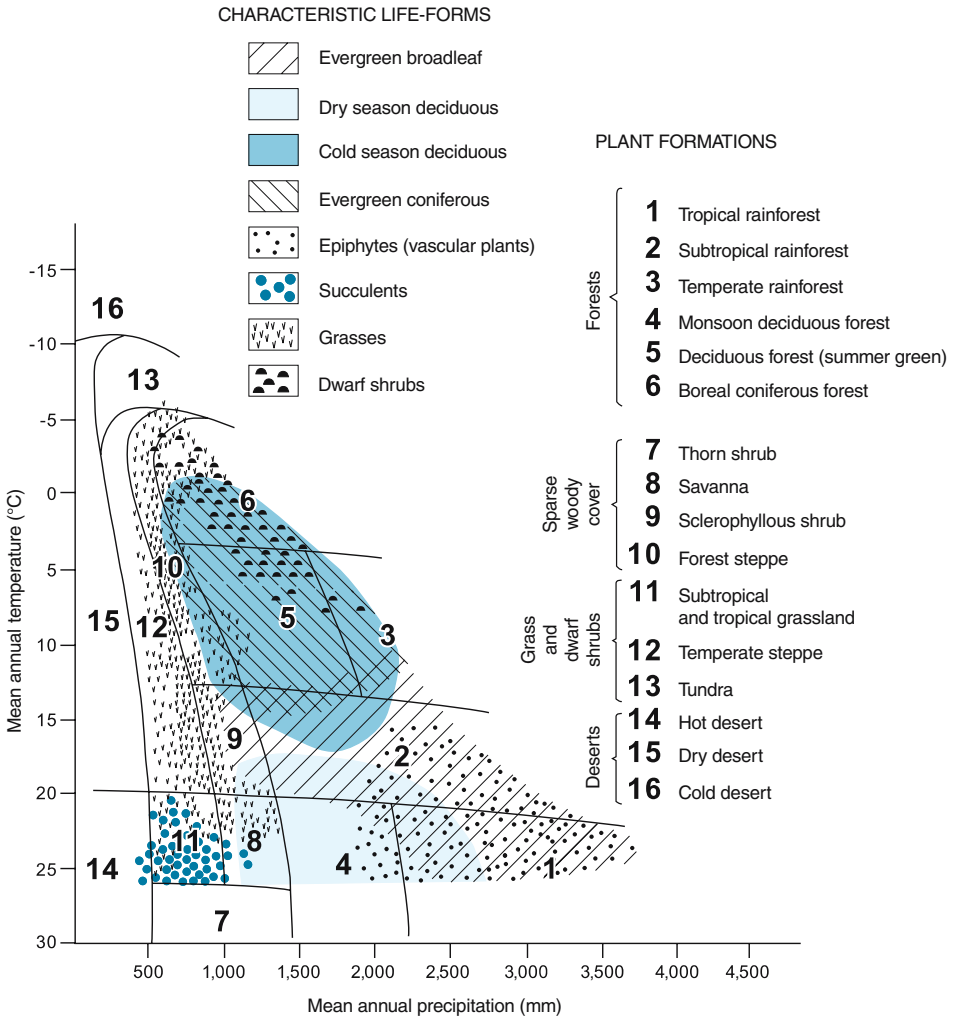 CHARACTERISTIC LIFE-FORMS
Evergreen broadleaf
Dry season deciduous
Cold season deciduous
Evergreen coniferous
Epiphytes (vascular plants)
Succulents
Grasses
Dwarf shrubs
PLANT FORMATIONS
Forests
1 Tropical rainforest
2 Subtropical rainforest
3 Temperate rainforest
4 Monsoon deciduous forest
5 Deciduous forest (summer green)
6 Boreal coniferous forest
Sparse
woody
cover
7 Thorn shrub
8 Savanna
9 Sclerophyllous shrub
10 Forest steppe
Grass
and
dwarf
shrubs
11 Subtropical
and tropical grassland
12 Temperate steppe
13 Tundra
Deserts
14 Hot desert
15 Dry desert
16 Cold desert
Mean annual temperature (°C)
-15
-10
-5
0
5
10
15
20
25
30
16
13
6
10
15
12
5
3
9
2
11
8
14
4
1
7
500 1,000 1,500 2,000 2,500 3,000 3,500 4,000 4,500
Mean annual precipitation (mm)